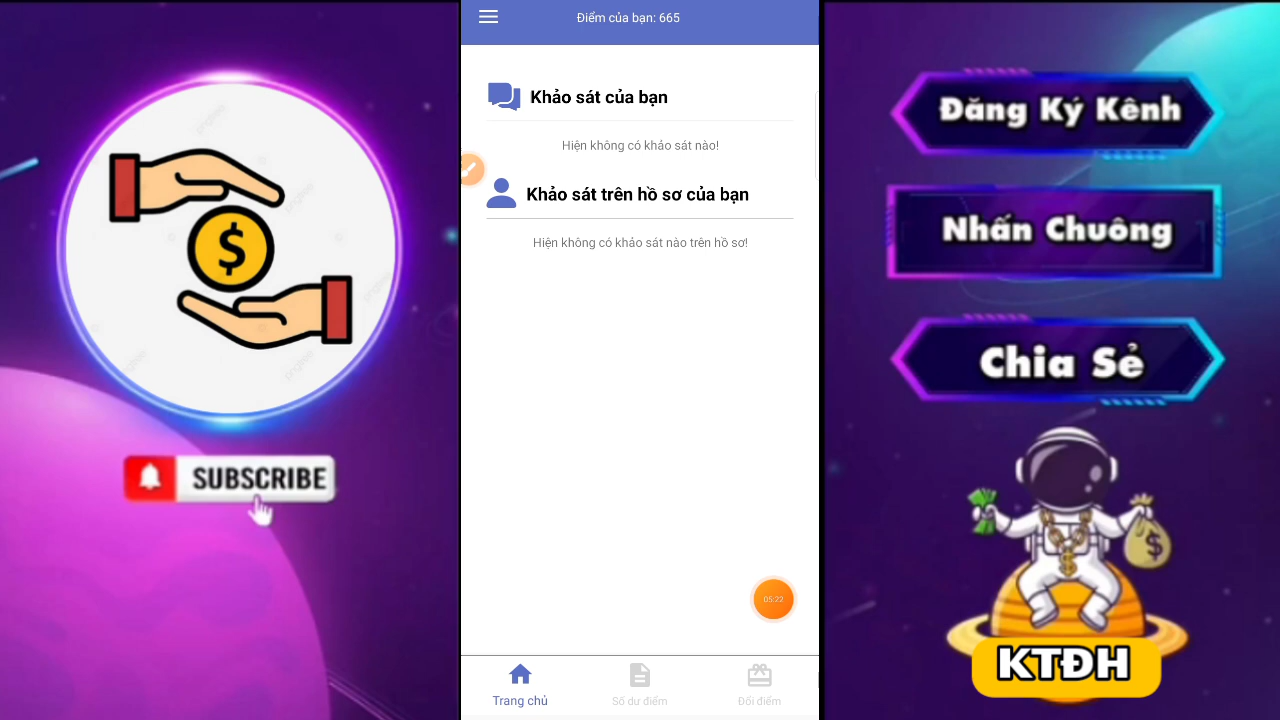 SUBSCRIBE
Điểm của bạn: 665
Khảo sát của bạn
Hiện không có khảo sát nào!
Khảo sát trên hồ sơ của bạn
Hiện không có khảo sát nào trên hồ sơ!
05:22
Trang chủ
Số dư điểm
Đổi điểm
Đăng Ký Kênh
Nhấn Chuông
Chia Sẻ
KTĐH